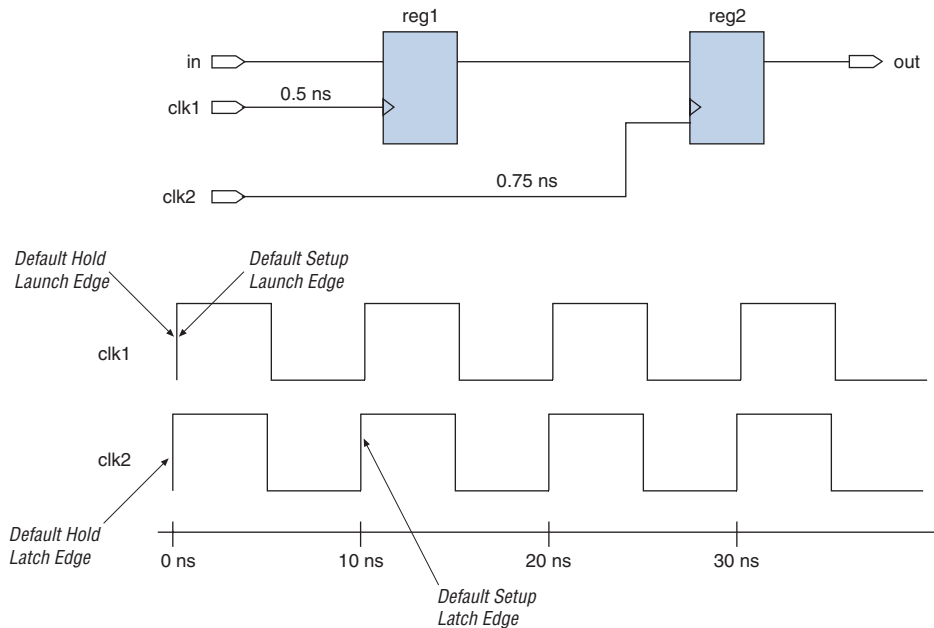 reg1
reg2
in
out
clk1
0.5 ns
clk2
0.75 ns
Default Hold
Launch Edge
Default Setup
Launch Edge
clk1
clk2
Default Hold
Latch Edge
0 ns
10 ns
20 ns
30 ns
Default Setup
Latch Edge